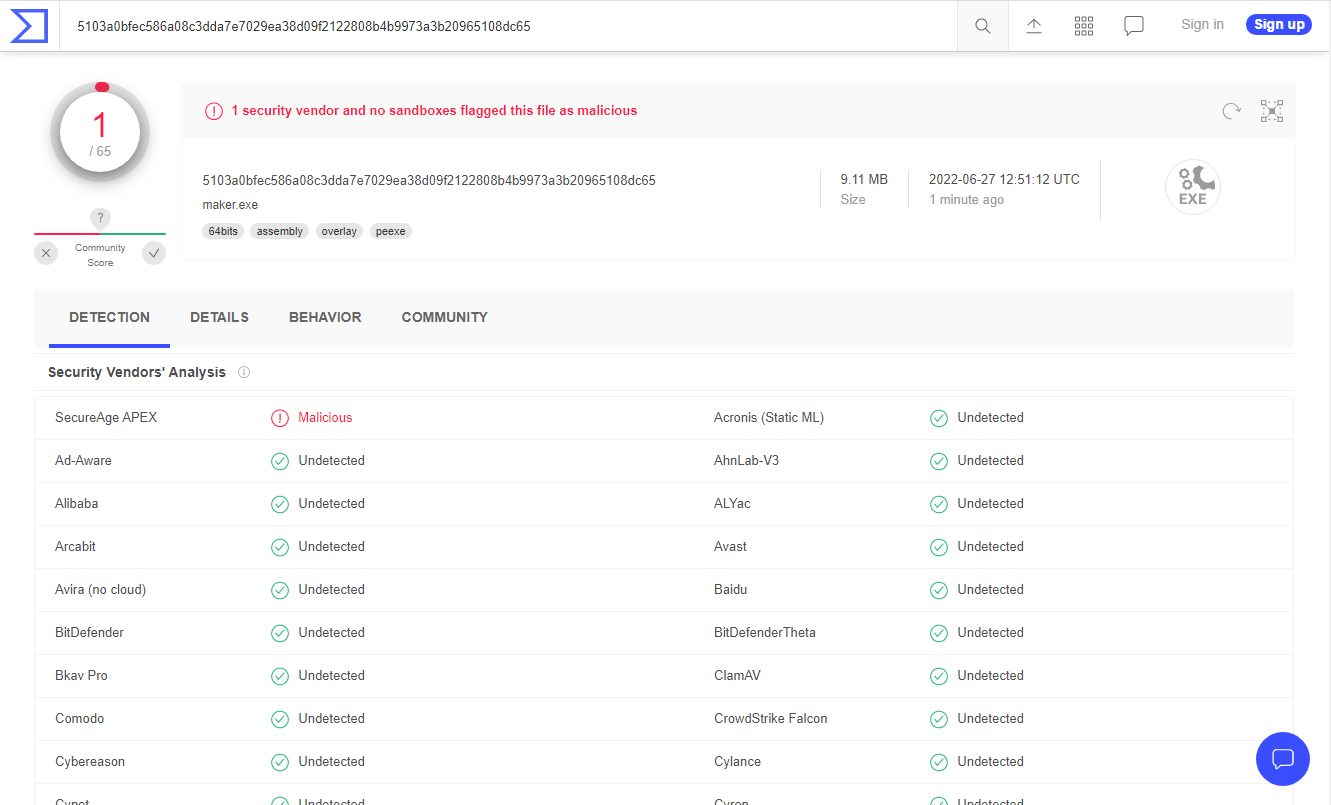 5103a0bfec586a08c3dda7e7029ea38d09f2122808b4b9973a3b20965108dc65
Sign in
Sign up
1
/ 65
1 security vendor and no sandboxes flagged this file as malicious
5103a0bfec586a08c3dda7e7029ea38d09f2122808b4b9973a3b20965108dc65
maker.exe
64bits assembly overlay peexe
9.11 MB
Size
2022-06-27 12:51:12 UTC
1 minute ago
EXE
?
Community
Score
DETECTION DETAILS BEHAVIOR COMMUNITY
Security Vendors' Analysis
SecureAge APEX Malicious Acronis (Static ML) Undetected
Ad-Aware Undetected AhnLab-V3 Undetected
Alibaba Undetected ALYac Undetected
Arcabit Undetected Avast Undetected
Avira (no cloud) Undetected Baidu Undetected
BitDefender Undetected BitDefenderTheta Undetected
Bkav Pro Undetected ClamAV Undetected
Comodo Undetected CrowdStrike Falcon Undetected
Cybereason Undetected Cylance Undetected
Cynet Undetected Cyren Undetected